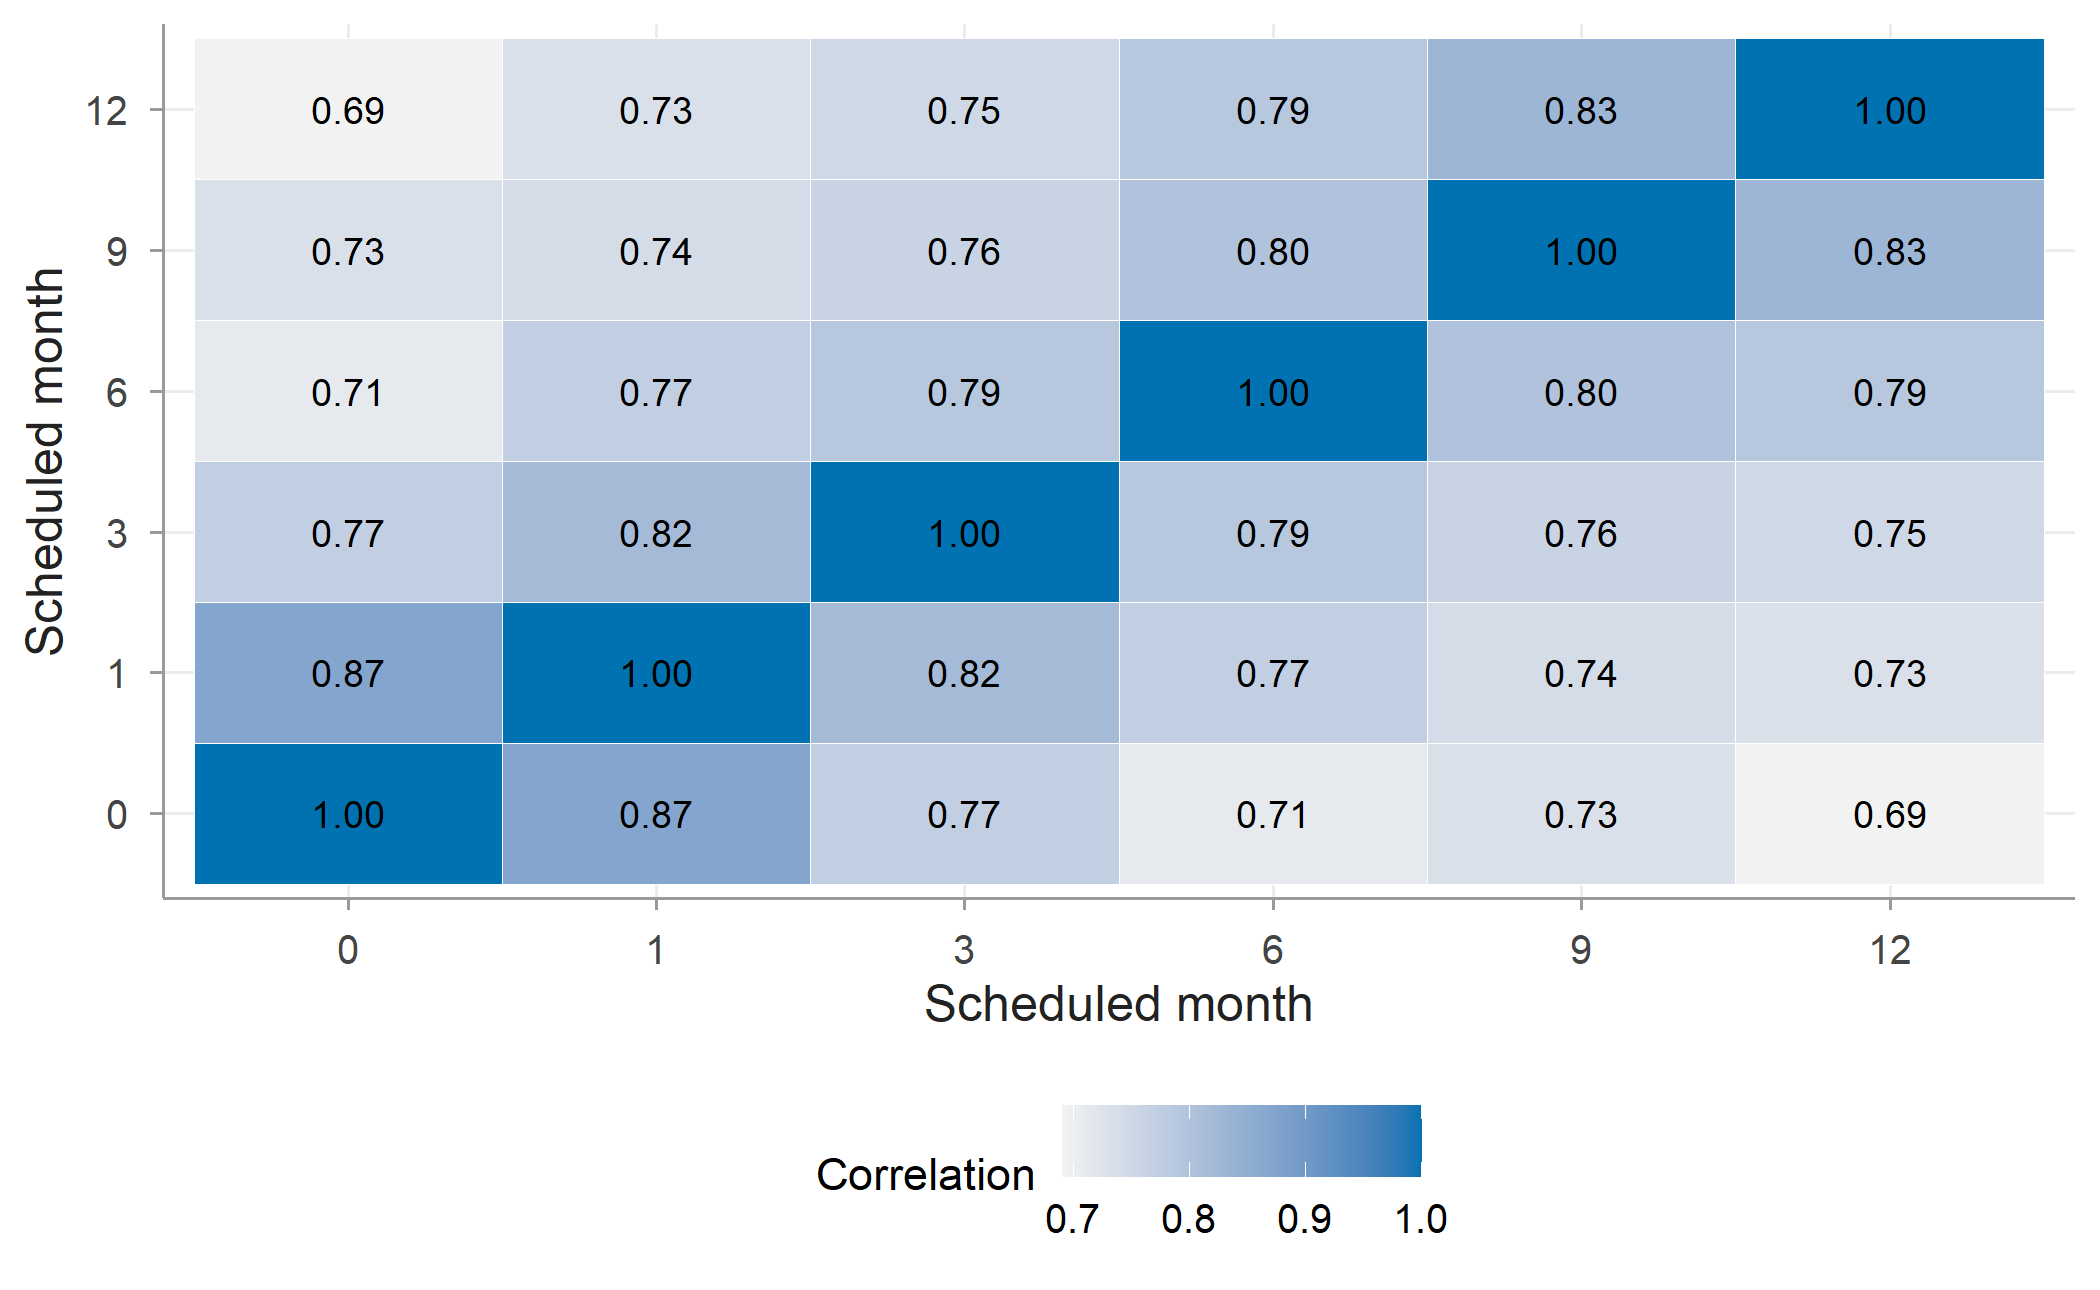 12 0.69 0.73 0.75 0.79 0.83 1.00
9 0.73 0.74 0.76 0.80 1.00 0.83
6 0.71 0.77 0.79 1.00 0.80 0.79
3 0.77 0.82 1.00 0.79 0.76 0.75
1 0.87 1.00 0.82 0.77 0.74 0.73
0 1.00 0.87 0.77 0.71 0.73 0.69
Scheduled month
0 1 3 6 9 12
Scheduled month
Correlation
0.7 0.8 0.9 1.0